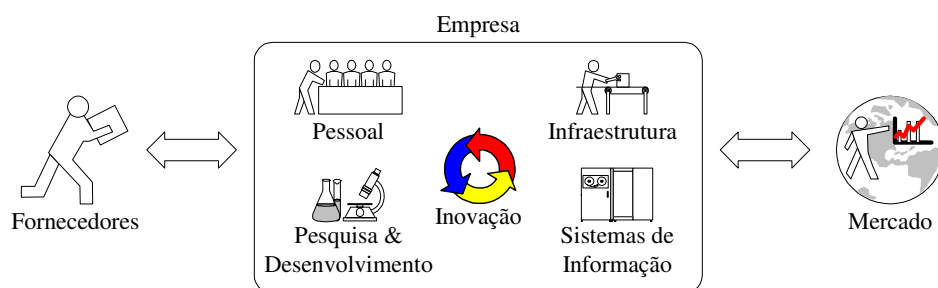 Empresa
Pessoal
Infraestrutura
Fornecedores
Pesquisa &
Desenvolvimento
Inovação
Sistemas de
Informação
Mercado